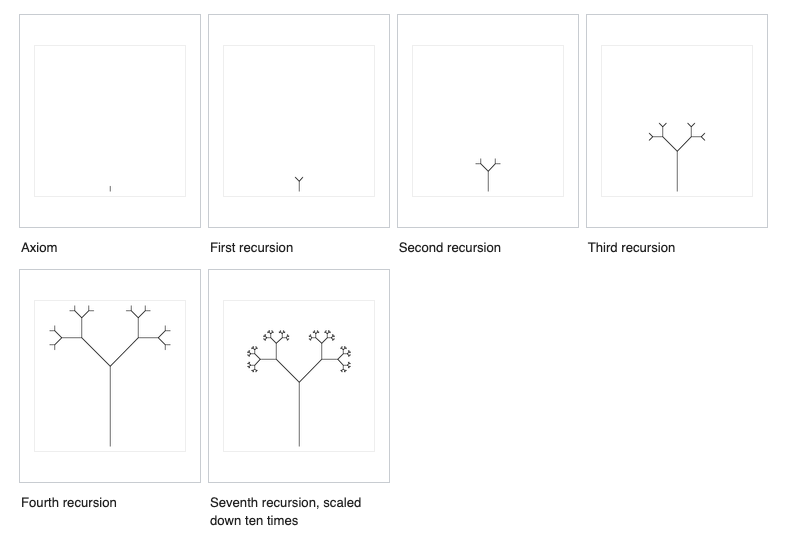 Axiom
First recursion
Second recursion
Third recursion
Fourth recursion
Seventh recursion, scaled
down ten times